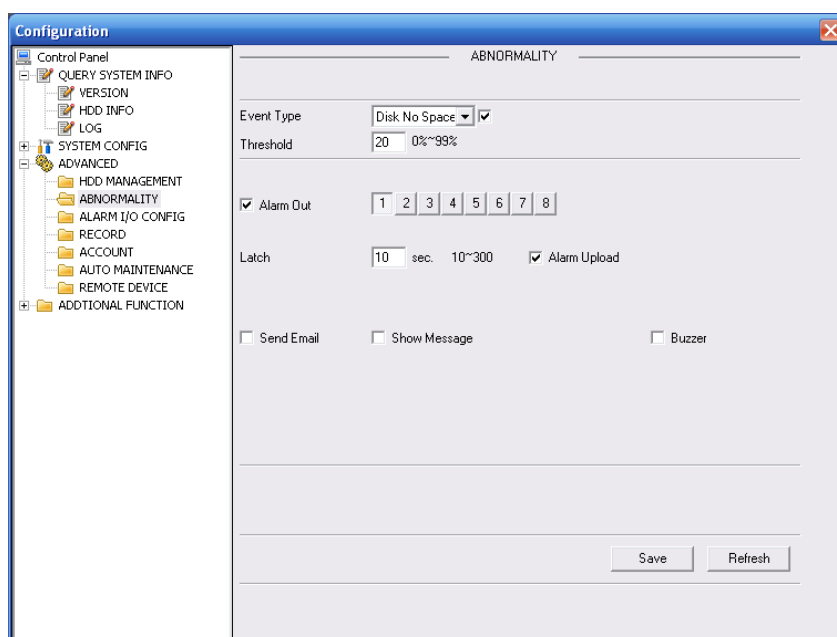 Configuration
Control Panel
QUERY SYSTEM INFO
VERSION
HDD INFO
LOG
SYSTEM CONFIG
ADVANCED
HDD MANAGEMENT
ABNORMALITY
ALARM I/O CONFIG
RECORD
ACCOUNT
AUTO MAINTENANCE
REMOTE DEVICE
ADDTIONAL FUNCTION
ABNORMALITY
Event Type Disk No Space
Threshold 20 0%~99%
Alarm Out 1 2 3 4 5 6 7 8
Latch 10 sec. 10~300 Alarm Upload
Send Email Show Message Buzzer
Save Refresh